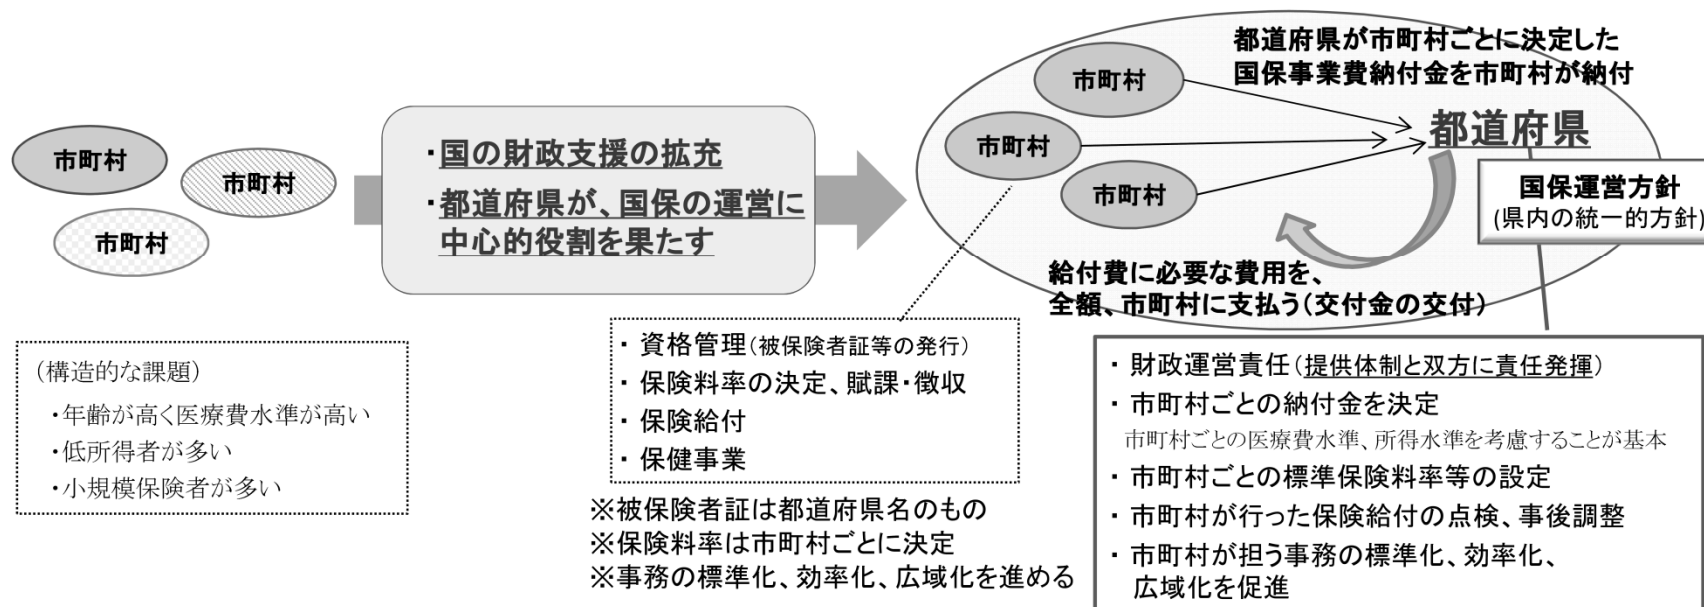 市町村
市町村
市町村
・国の財政支援の拡充
・都道府県が、国保の運営に
中心的役割を果たす
都道府県が市町村ごとに決定した
国保事業費納付金を市町村が納付
市町村
市町村
市町村
都道府県
国保運営方針
(県内の統一的方針)
給付費に必要な費用を、
全額、市町村に支払う(交付金の交付)
(構造的な課題)
・年齢が高く医療費水準が高い
・低所得者が多い
・小規模保険者が多い
・ 資格管理(被保険者証等の発行)
・ 保険料率の決定、賦課・徴収
・ 保険給付
・ 保健事業
※被保険者証は都道府県名のもの
※保険料率は市町村ごとに決定
※事務の標準化、効率化、広域化を進める
・ 財政運営責任(提供体制と双方に責任発揮)
・ 市町村ごとの納付金を決定
市町村ごとの医療費水準、所得水準を考慮することが基本
・ 市町村ごとの標準保険料率等の設定
・ 市町村が行った保険給付の点検、事後調整
・ 市町村が担う事務の標準化、効率化、
広域化を促進